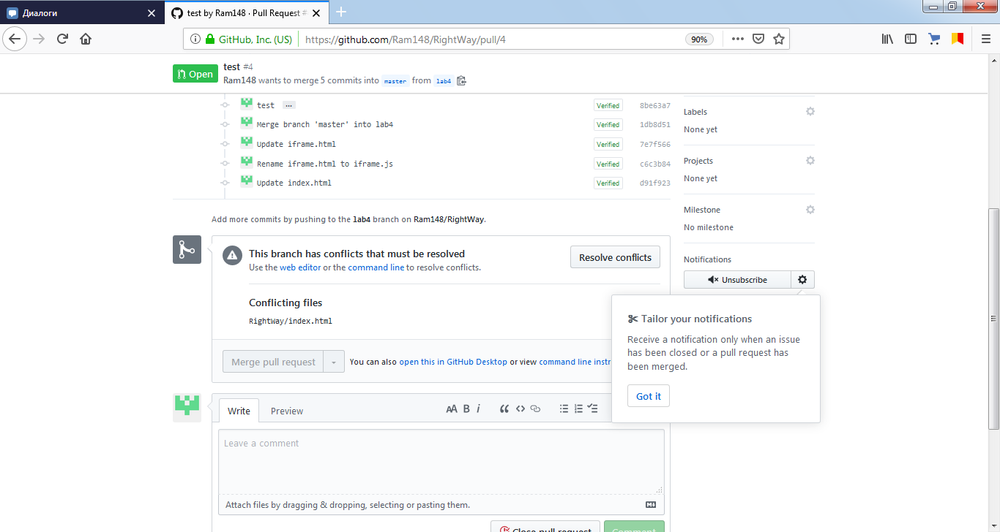 Диалоги
test by Ram148 · Pull Request #
GitHub, Inc. (US)
https://github.com/Ram148/RightWay/pull/4
90%
Open
test #4
Ram148 wants to merge 5 commits into master from lab4
test … Verified 8be63a7
Merge branch 'master' into lab4 Verified 1db8d51
Update iframe.html Verified 7e7f566
Rename iframe.html to iframe.js Verified c6c3b84
Update index.html Verified d91f923
Add more commits by pushing to the lab4 branch on Ram148/RightWay.
This branch has conflicts that must be resolved
Use the web editor or the command line to resolve conflicts.
Resolve conflicts
Conflicting files
RightWay/index.html
Merge pull request
You can also open this in GitHub Desktop or view command line instr
Write
Preview
AA B i
Leave a comment
Attach files by dragging & dropping, selecting or pasting them.
Close pull request
Comment
Labels
None yet
Projects
None yet
Milestone
No milestone
Notifications
Unsubscribe
Tailor your notifications
Receive a notification only when an issue
has been closed or a pull request has
been merged.
Got it